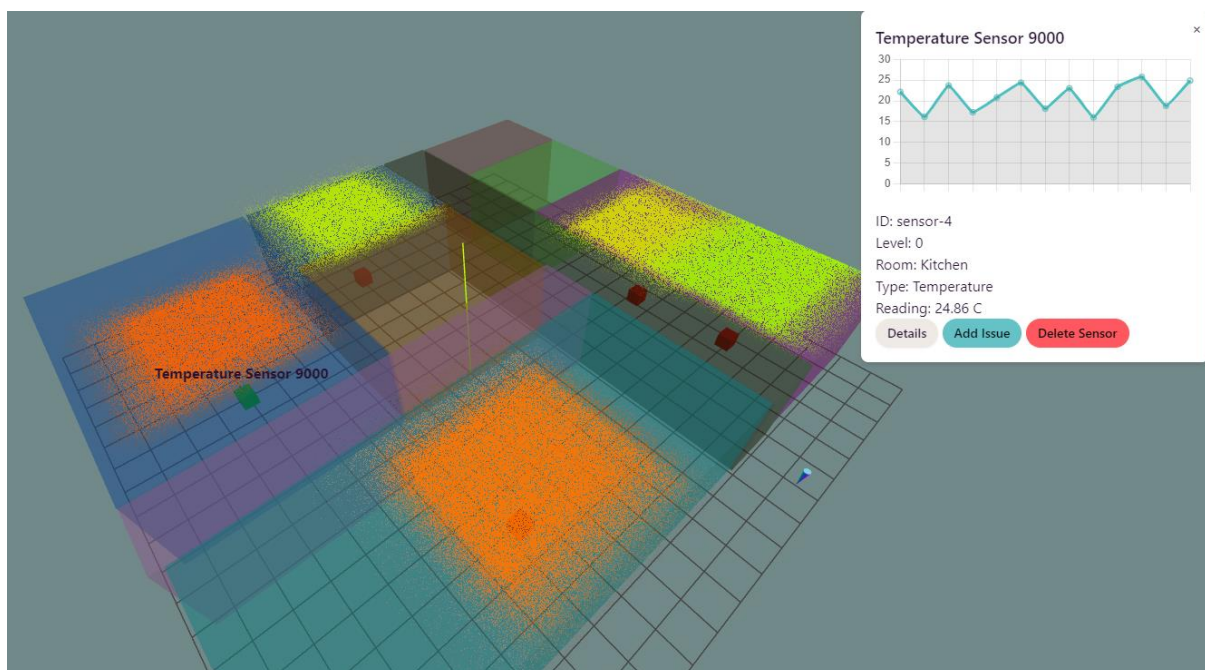 Temperature Sensor 9000
×
30
25
20
15
10
5
0
ID: sensor-4
Level: 0
Room: Kitchen
Type: Temperature
Reading: 24.86 C
Details Add Issue Delete Sensor
Temperature Sensor 9000